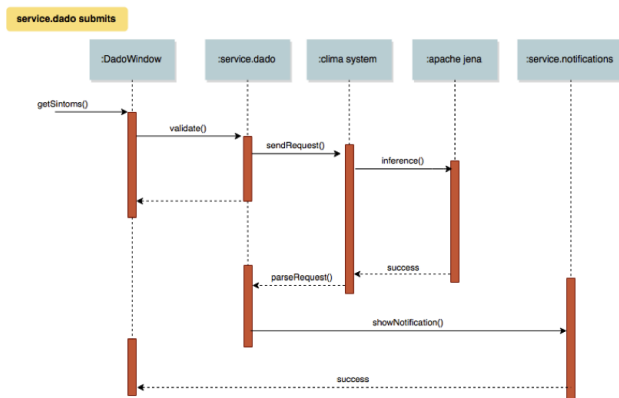 service.dado submits
:DadoWindow
:service.dado
:clima system
:apache jena
:service.notifications
getSintoms()
validate()
sendRequest()
inference()
success
parseRequest()
showNotification()
success